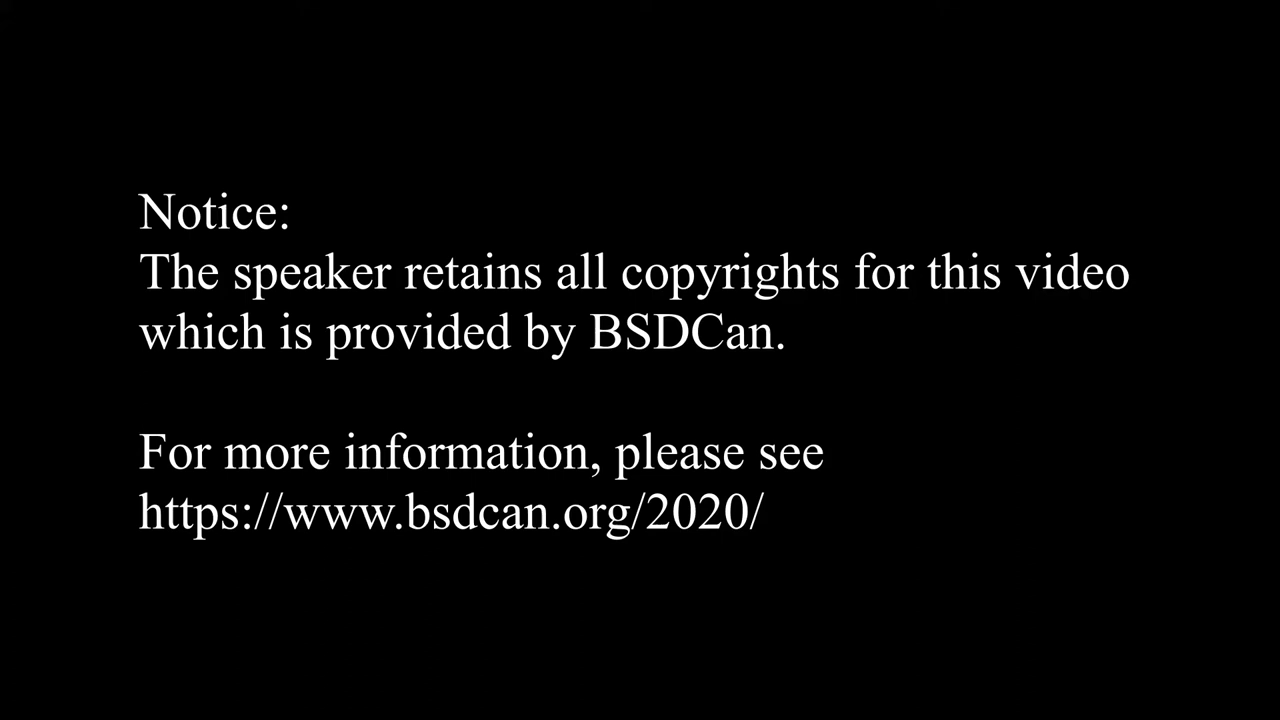 Notice:
The speaker retains all copyrights for this video
which is provided by BSDCan.
For more information, please see
https://www.bsdcan.org/2020/